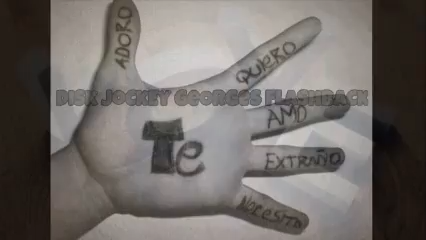 ADORO
QUIERO
DISK JOCKEY GEORGES FLASHBACK
AMO
Te
EXTRAÑO
NECESITO